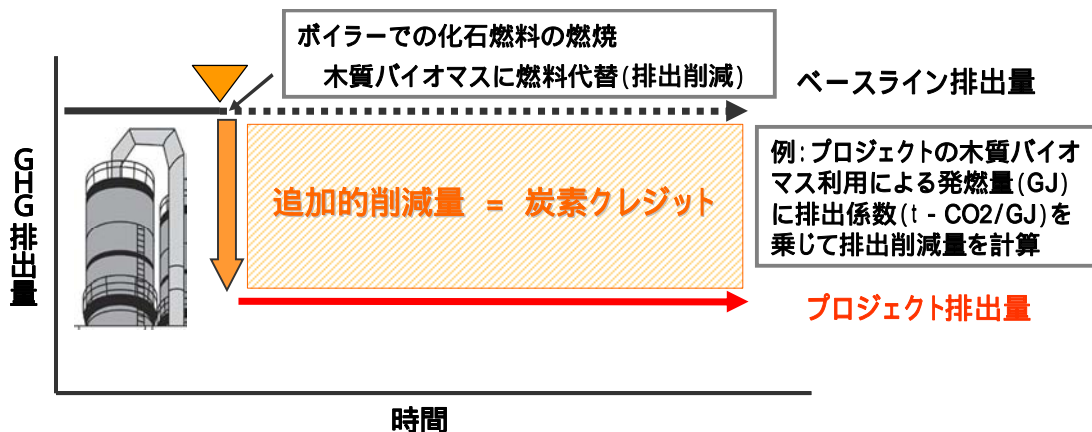 ボイラーでの化石燃料の燃焼
木質バイオマスに燃料代替(排出削減)
ベースライン排出量
GHG排出量
追加的削減量 = 炭素クレジット
例:プロジェクトの木質バイオ
マス利用による発燃量(GJ)
に排出係数(t - CO2/GJ)を
乗じて排出削減量を計算
プロジェクト排出量
時間